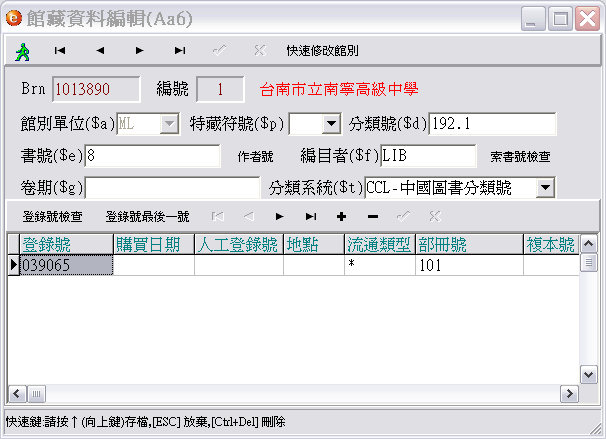 館藏資料編輯(Aa6)
快速修改館別
Brn 1013890 編號 1 台南市立南寧高級中學
館別單位($a) ML 特藏符號($p) 分類號($d) 192.1
書號($e) 8 作者號 編目者($f) LIB 索書號檢查
卷期($g) 分類系統($t) CCL-中國圖書分類號
登錄號檢查 登錄號最後一號
登錄號 購買日期 人工登錄號 地點 流通類型 部冊號 複本號
039065 * 101
快速鍵:請按↑(向上鍵)存檔,[ESC] 放棄,[Ctrl+Del] 刪除